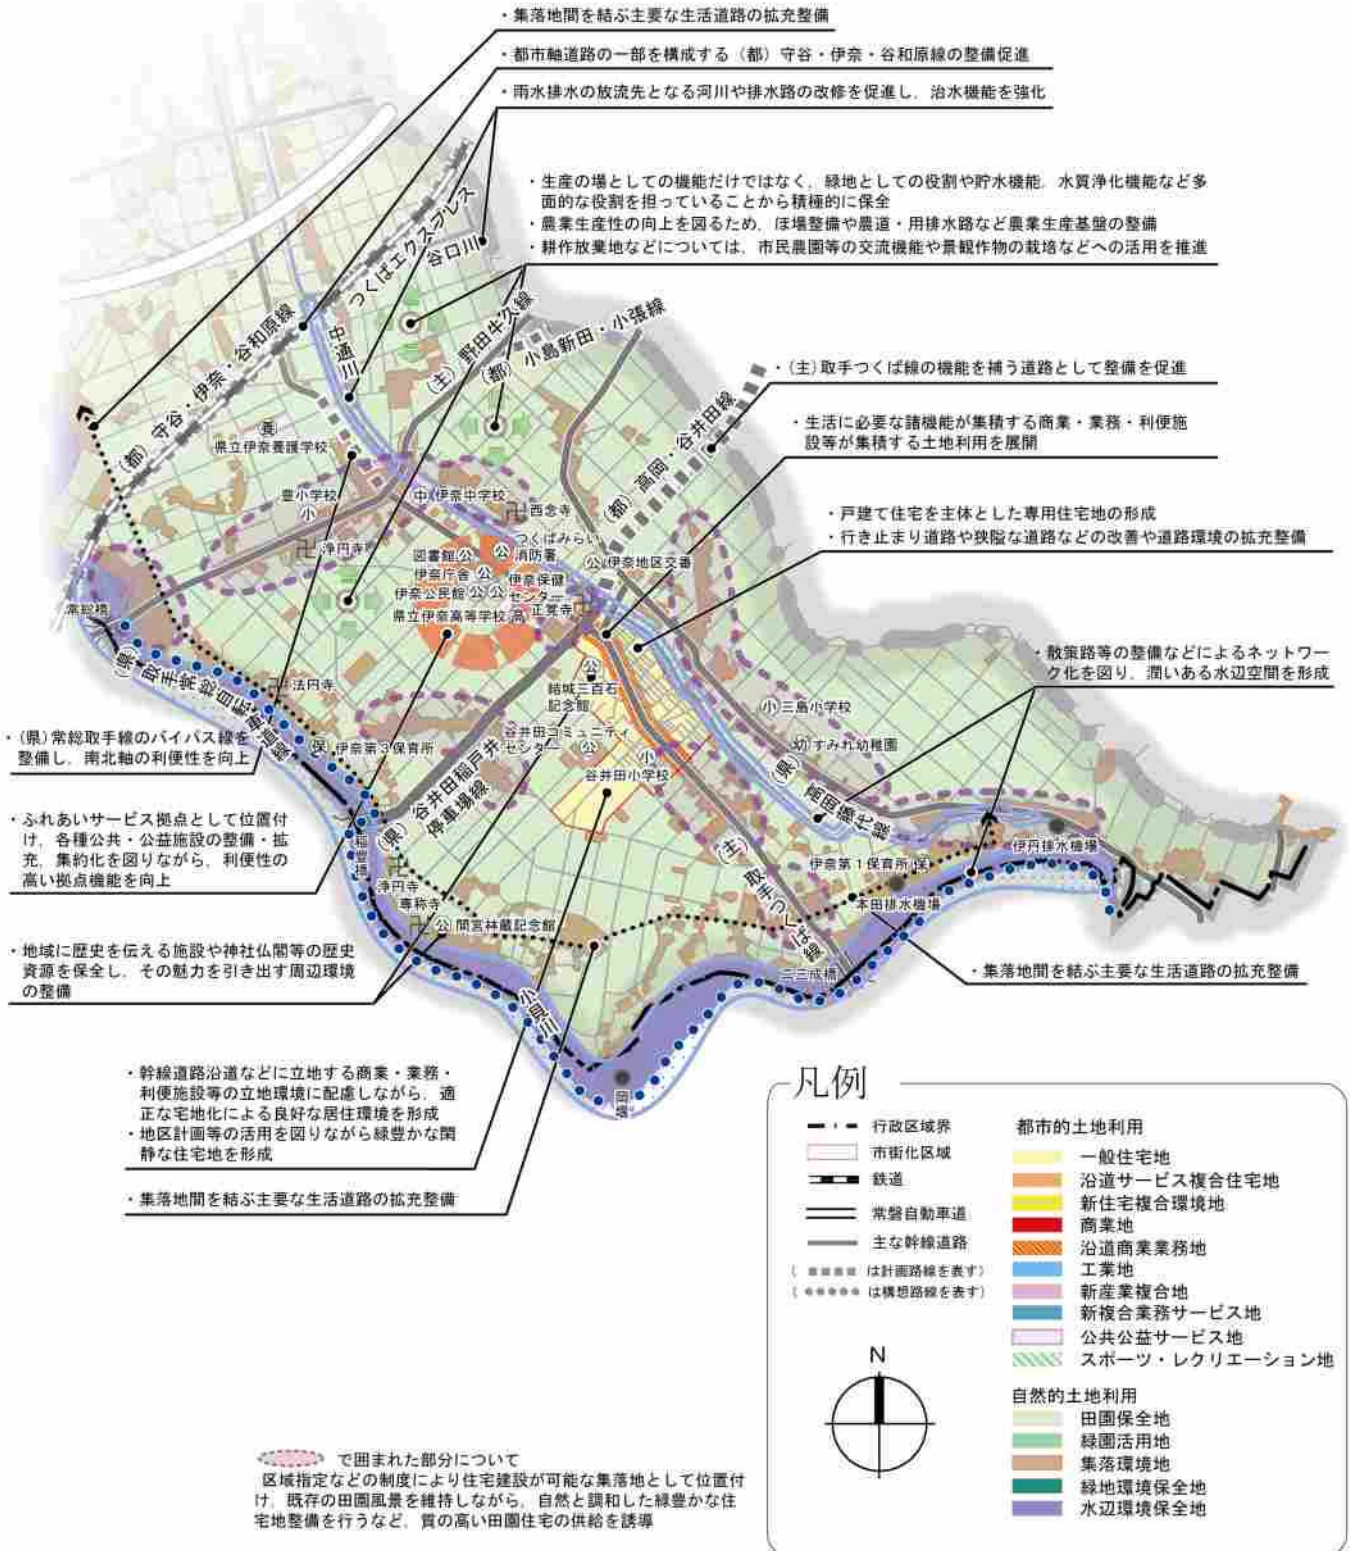 ・集落地間を結ぶ主要な生活道路の拡充整備
・都市軸道路の一部を構成する（都）守谷・伊奈・谷和原線の整備促進
・雨水排水の放流先となる河川や排水路の改修を促進し，治水機能を強化
・生産の場としての機能だけではなく，緑地としての役割や貯水機能，水質浄化機能など多
面的な役割を担っていることから積極的に保全
・農業生産性の向上を図るため，ほ場整備や農道・用排水路など農業生産基盤の整備
・耕作放棄地などについては，市民農園等の交流機能や景観作物の栽培などへの活用を推進
つくばエクスプレス
谷口川
中通川
（主）野田牛久線
（都）小島新田・小張線
（都）守谷・伊奈・谷和原線
・（主）取手つくば線の機能を補う道路として整備を促進
（都）高岡・谷井田線
・生活に必要な諸機能が集積する商業・業務・利便施
設等が集積する土地利用を展開
養
県立伊奈養護学校
豊小学校
小
中 伊奈中学校
西念寺
・戸建て住宅を主体とした専用住宅地の形成
・行き止まり道路や狭隘な道路などの改善や道路環境の拡充整備
浄円寺
つくばみらい
消防署
図書館 公
公
公 伊奈地区交番
伊奈庁舎 公
伊奈保健
センター
伊奈公民館 公 公
県立伊奈高等学校 高
正覚寺
常総橋
（県）取手常総自転車道線
法円寺
公
結城三百石
記念館
小 三島小学校
・散策路等の整備などによるネットワー
ク化を図り，潤いある水辺空間を形成
・（県）常総取手線のバイパス線を
整備し，南北軸の利便性を向上
保 伊奈第３保育所
谷井田コミュニティ
センター 公
小
谷井田小学校
幼 すみれ幼稚園
（県）谷井田稲戸井
停車場線
（県）高岡藤代線
・ふれあいサービス拠点として位置付
け，各種公共・公益施設の整備・拡
充，集約化を図りながら，利便性の
高い拠点機能を向上
稲豊橋
（主）取手つくば線
伊丹排水機場
伊奈第１保育所 保
本田排水機場
浄円寺
専称寺
公 間宮林蔵記念館
・地域に歴史を伝える施設や神社仏閣等の歴史
資源を保全し，その魅力を引き出す周辺環境
の整備
二三成橋
・集落地間を結ぶ主要な生活道路の拡充整備
小貝川
岡堰
・幹線道路沿道などに立地する商業・業務・
利便施設等の立地環境に配慮しながら，適
正な宅地化による良好な居住環境を形成
・地区計画等の活用を図りながら緑豊かな閑
静な住宅地を形成
・集落地間を結ぶ主要な生活道路の拡充整備
凡例
行政区域界
市街化区域
鉄道
常磐自動車道
主な幹線道路
（ は計画路線を表す）
（ は構想路線を表す）
N
都市的土地利用
一般住宅地
沿道サービス複合住宅地
新住宅複合環境地
商業地
沿道商業業務地
工業地
新産業複合地
新複合業務サービス地
公共公益サービス地
スポーツ・レクリエーション地
自然的土地利用
田園保全地
緑園活用地
集落環境地
緑地環境保全地
水辺環境保全地
で囲まれた部分について
区域指定などの制度により住宅建設が可能な集落地として位置付
け，既存の田園風景を維持しながら，自然と調和した緑豊かな住
宅地整備を行うなど，質の高い田園住宅の供給を誘導